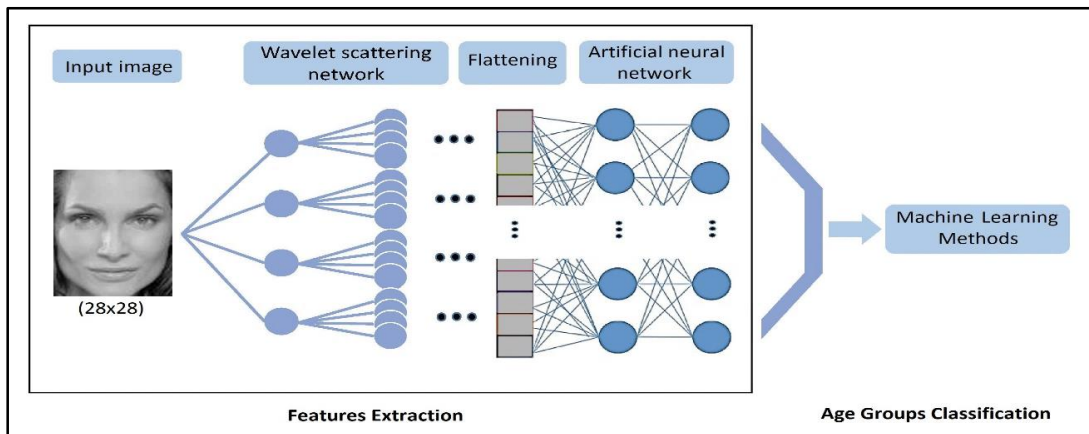 Input image
Wavelet scattering
network
Flattening
Artificial neural
network
(28x28)
Machine Learning
Methods
Features Extraction
Age Groups Classification